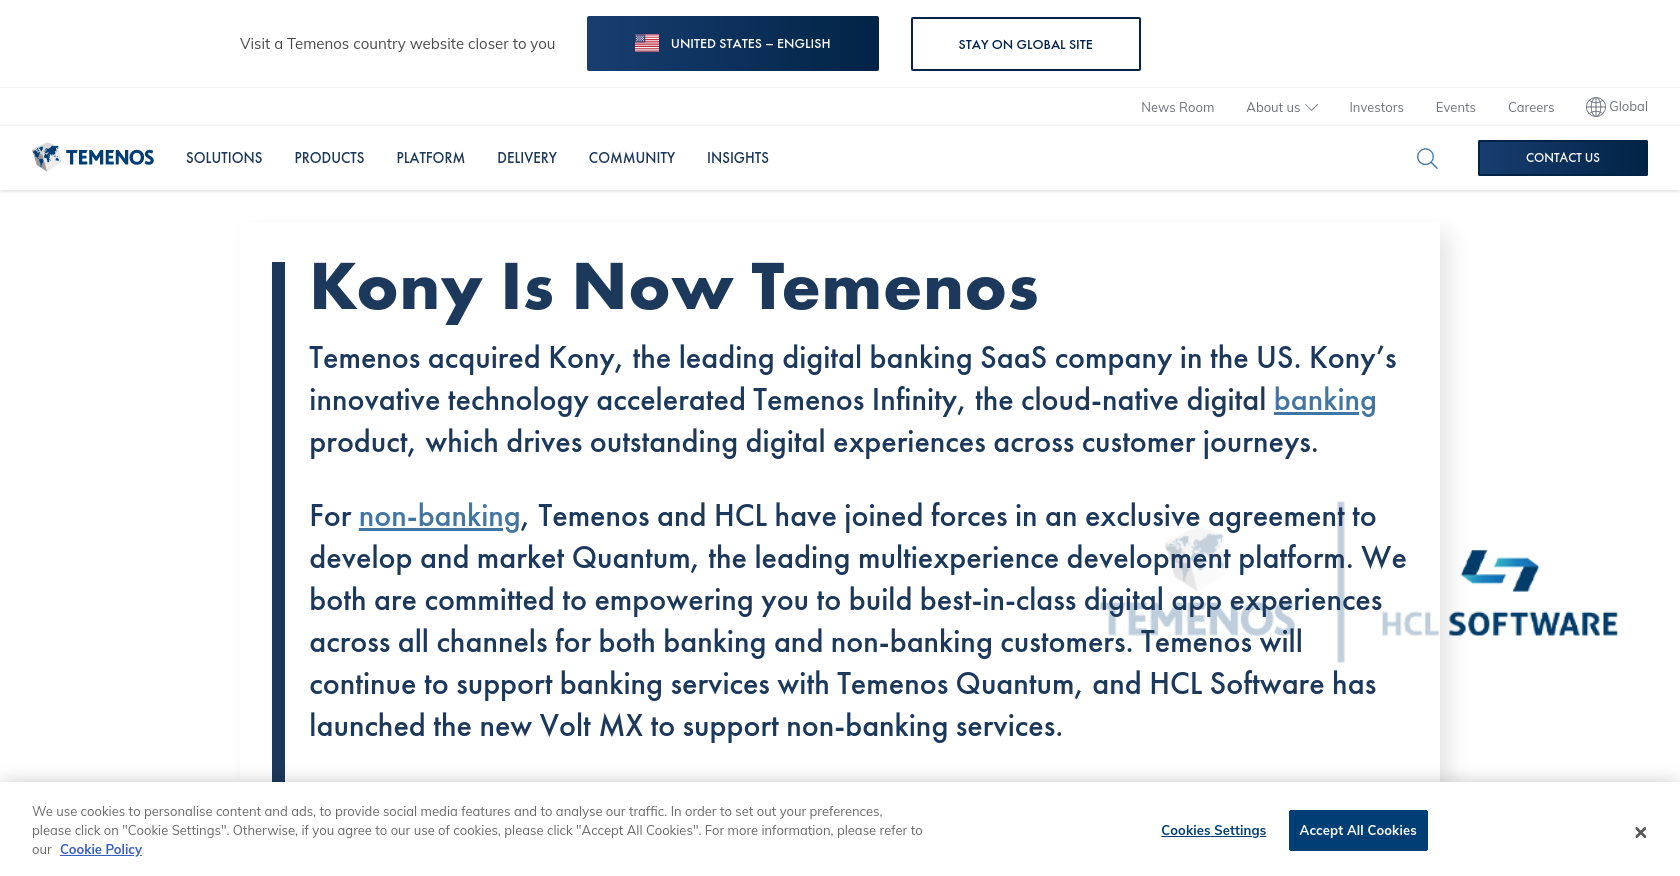 Visit a Temenos country website closer to you
UNITED STATES – ENGLISH
STAY ON GLOBAL SITE
News Room
About us
Investors
Events
Careers
Global
TEMENOS
SOLUTIONS
PRODUCTS
PLATFORM
DELIVERY
COMMUNITY
INSIGHTS
CONTACT US
Kony Is Now Temenos
Temenos acquired Kony, the leading digital banking SaaS company in the US. Kony’s
innovative technology accelerated Temenos Infinity, the cloud-native digital banking
product, which drives outstanding digital experiences across customer journeys.
For non-banking, Temenos and HCL have joined forces in an exclusive agreement to
develop and market Quantum, the leading multiexperience development platform. We
both are committed to empowering you to build best-in-class digital app experiences
across all channels for both banking and non-banking customers. Temenos will
continue to support banking services with Temenos Quantum, and HCL Software has
launched the new Volt MX to support non-banking services.
TEMENOS
HCL SOFTWARE
We use cookies to personalise content and ads, to provide social media features and to analyse our traffic. In order to set out your preferences,
please click on "Cookie Settings". Otherwise, if you agree to our use of cookies, please click "Accept All Cookies". For more information, please refer to
our Cookie Policy
Cookies Settings
Accept All Cookies